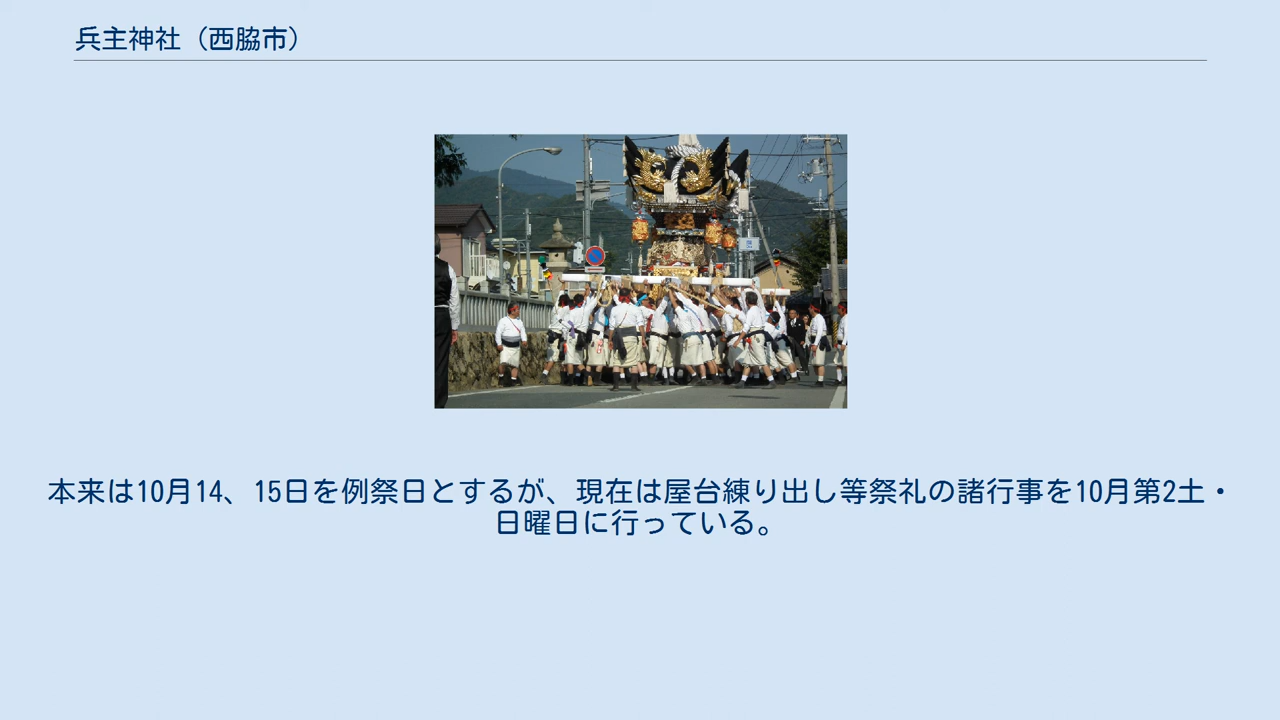 兵主神社（西脇市）
本来は10月14、15日を例祭日とするが、現在は屋台練り出し等祭礼の諸行事を10月第2土・
日曜日に行っている。